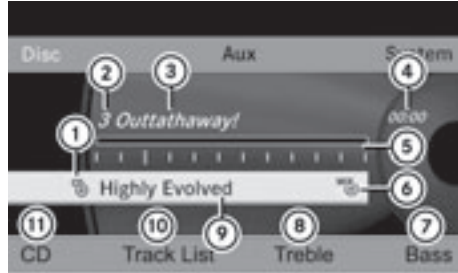 Disc Aux System
2 3 4
3 Outtathaway! 00:00
1 5
Highly Evolved MIX 6
11 10 9 8 7
CD Track List Treble Bass